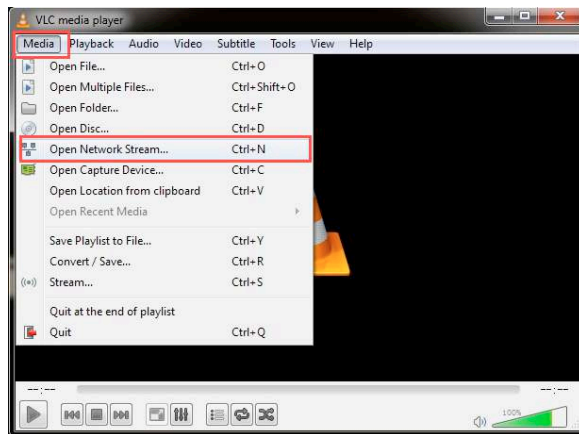 VLC media player
Media Playback Audio Video Subtitle Tools View Help
Open File... Ctrl+O
Open Multiple Files... Ctrl+Shift+O
Open Folder... Ctrl+F
Open Disc... Ctrl+D
Open Network Stream... Ctrl+N
Open Capture Device... Ctrl+C
Open Location from clipboard Ctrl+V
Open Recent Media
Save Playlist to File... Ctrl+Y
Convert / Save... Ctrl+R
Stream... Ctrl+S
Quit at the end of playlist
Quit Ctrl+Q
--:-- --:--
100%